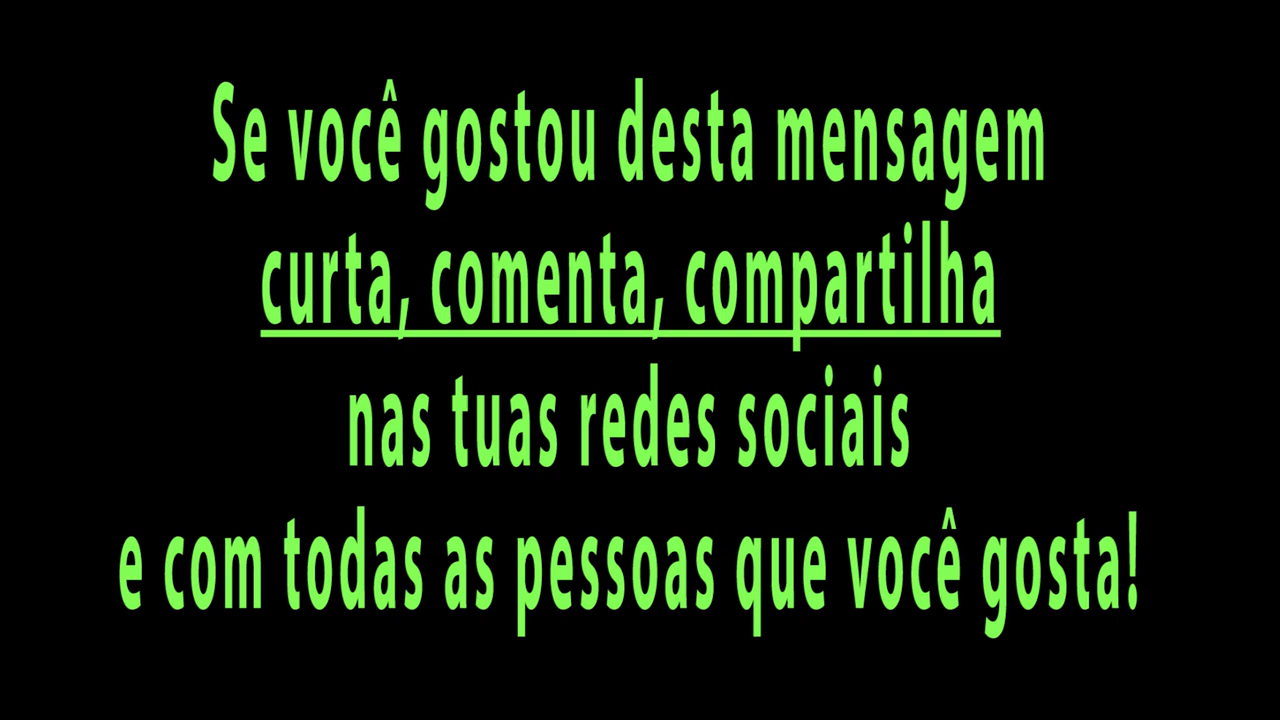 Se você gostou desta mensagem
curta, comenta, compartilha
nas tuas redes sociais
e com todas as pessoas que você gosta!